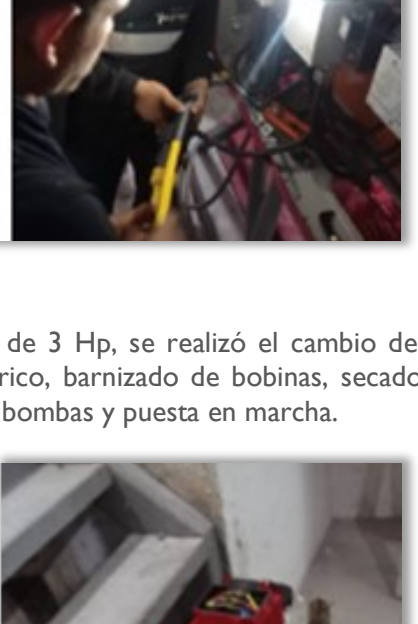 de 3 Hp, se realizó el cambio de
rico, barnizado de bobinas, secado
bombas y puesta en marcha.